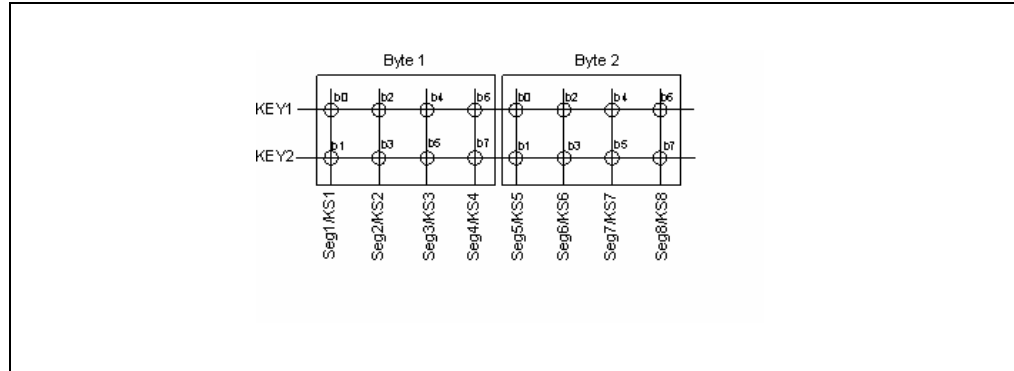 Byte 1 Byte 2
b0 b2 b4 b6 b0 b2 b4 b6
KEY1
b1 b3 b5 b7 b1 b3 b5 b7
KEY2
Seg1/KS1
Seg2/KS2
Seg3/KS3
Seg4/KS4
Seg5/KS5
Seg6/KS6
Seg7/KS7
Seg8/KS8